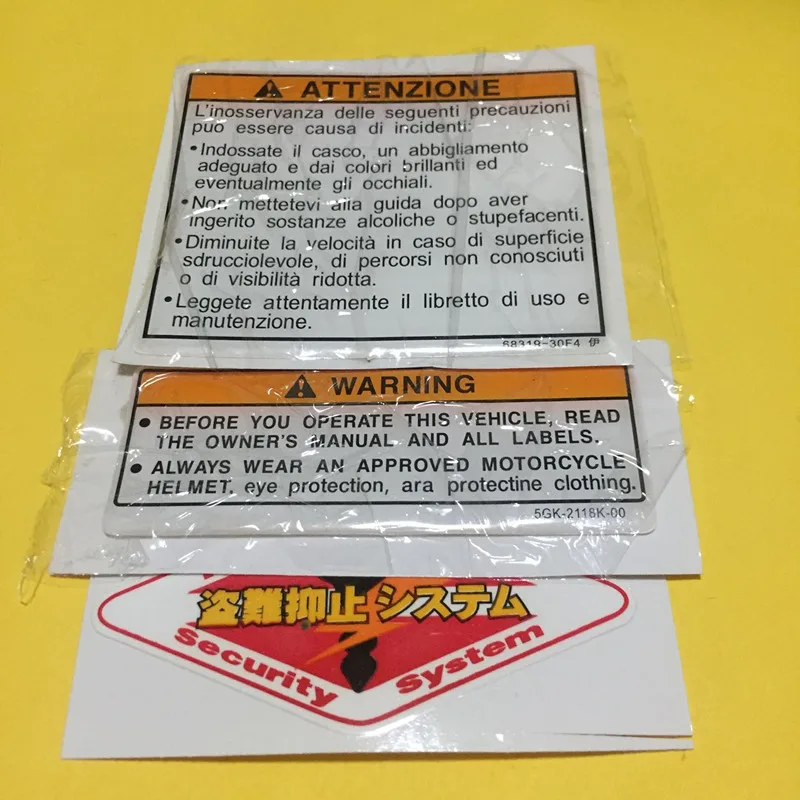 ATTENZIONE
L'inosservanza delle seguenti precauzioni
può essere causa di incidenti:
•Indossate il casco, un abbigliamento
adeguato e dai colori brillanti ed
eventualmente gli occhiali.
•Non mettetevi alla guida dopo aver
ingerito sostanze alcoliche o stupefacenti.
•Diminuite la velocità in caso di superficie
sdrucciolevole, di percorsi non conosciuti
o di visibilità ridotta.
•Leggete attentamente il libretto di uso e
manutenzione.
68319-30F4 伊
WARNING
● BEFORE YOU OPERATE THIS VEHICLE, READ
THE OWNER'S MANUAL AND ALL LABELS.
● ALWAYS WEAR AN APPROVED MOTORCYCLE
HELMET, eye protection, ara protectine clothing.
5GK-2118K-00
盗難抑止システム
Security System